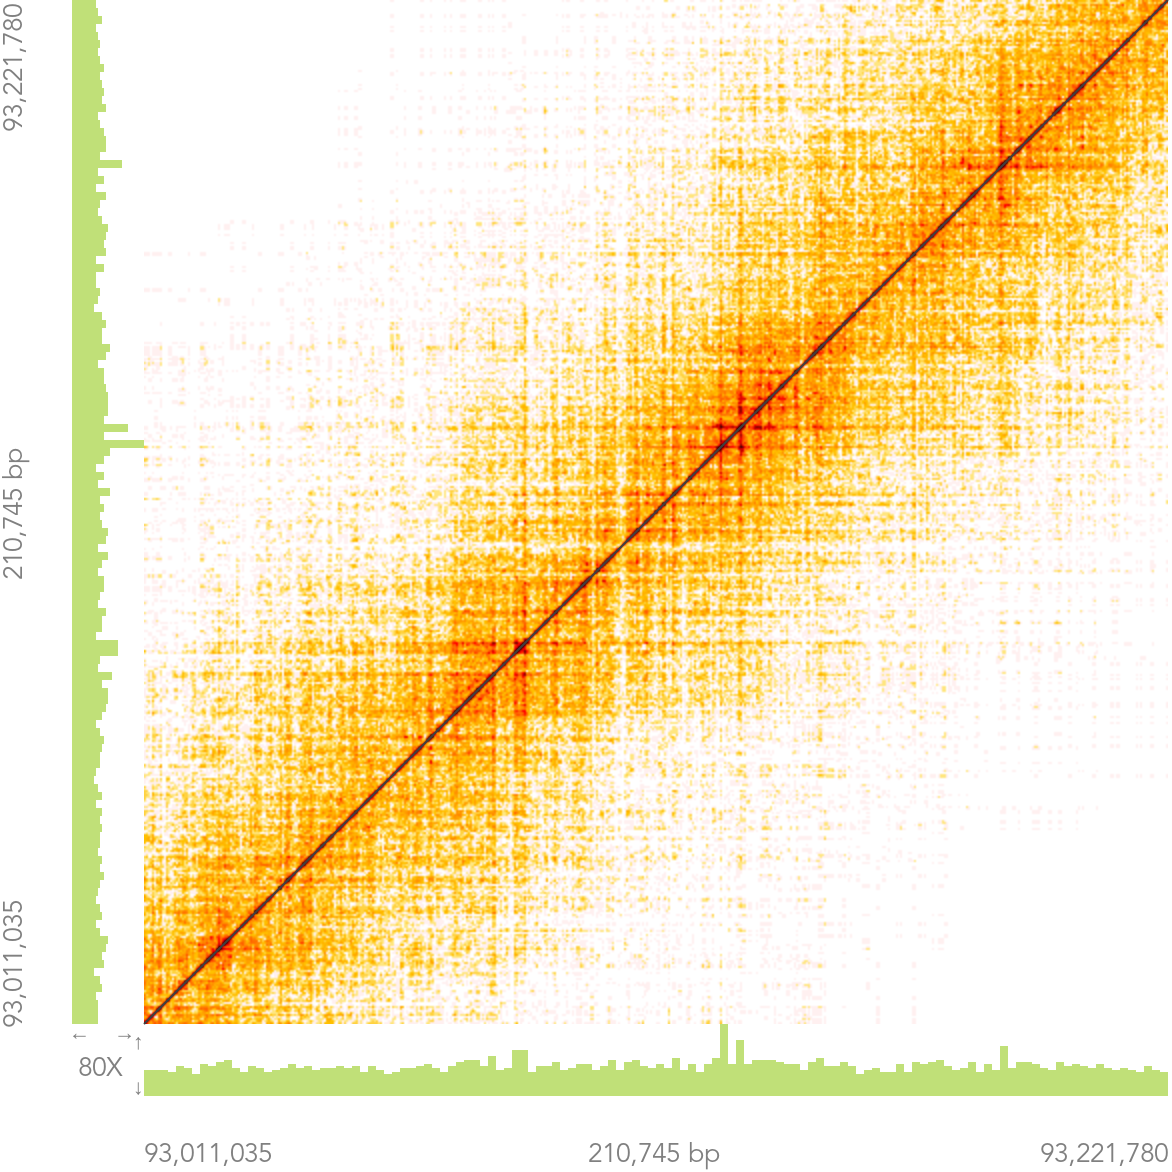 93,221,780
210,745 bp
93,011,035
← →
↑
80X
↓
93,011,035 210,745 bp 93,221,780